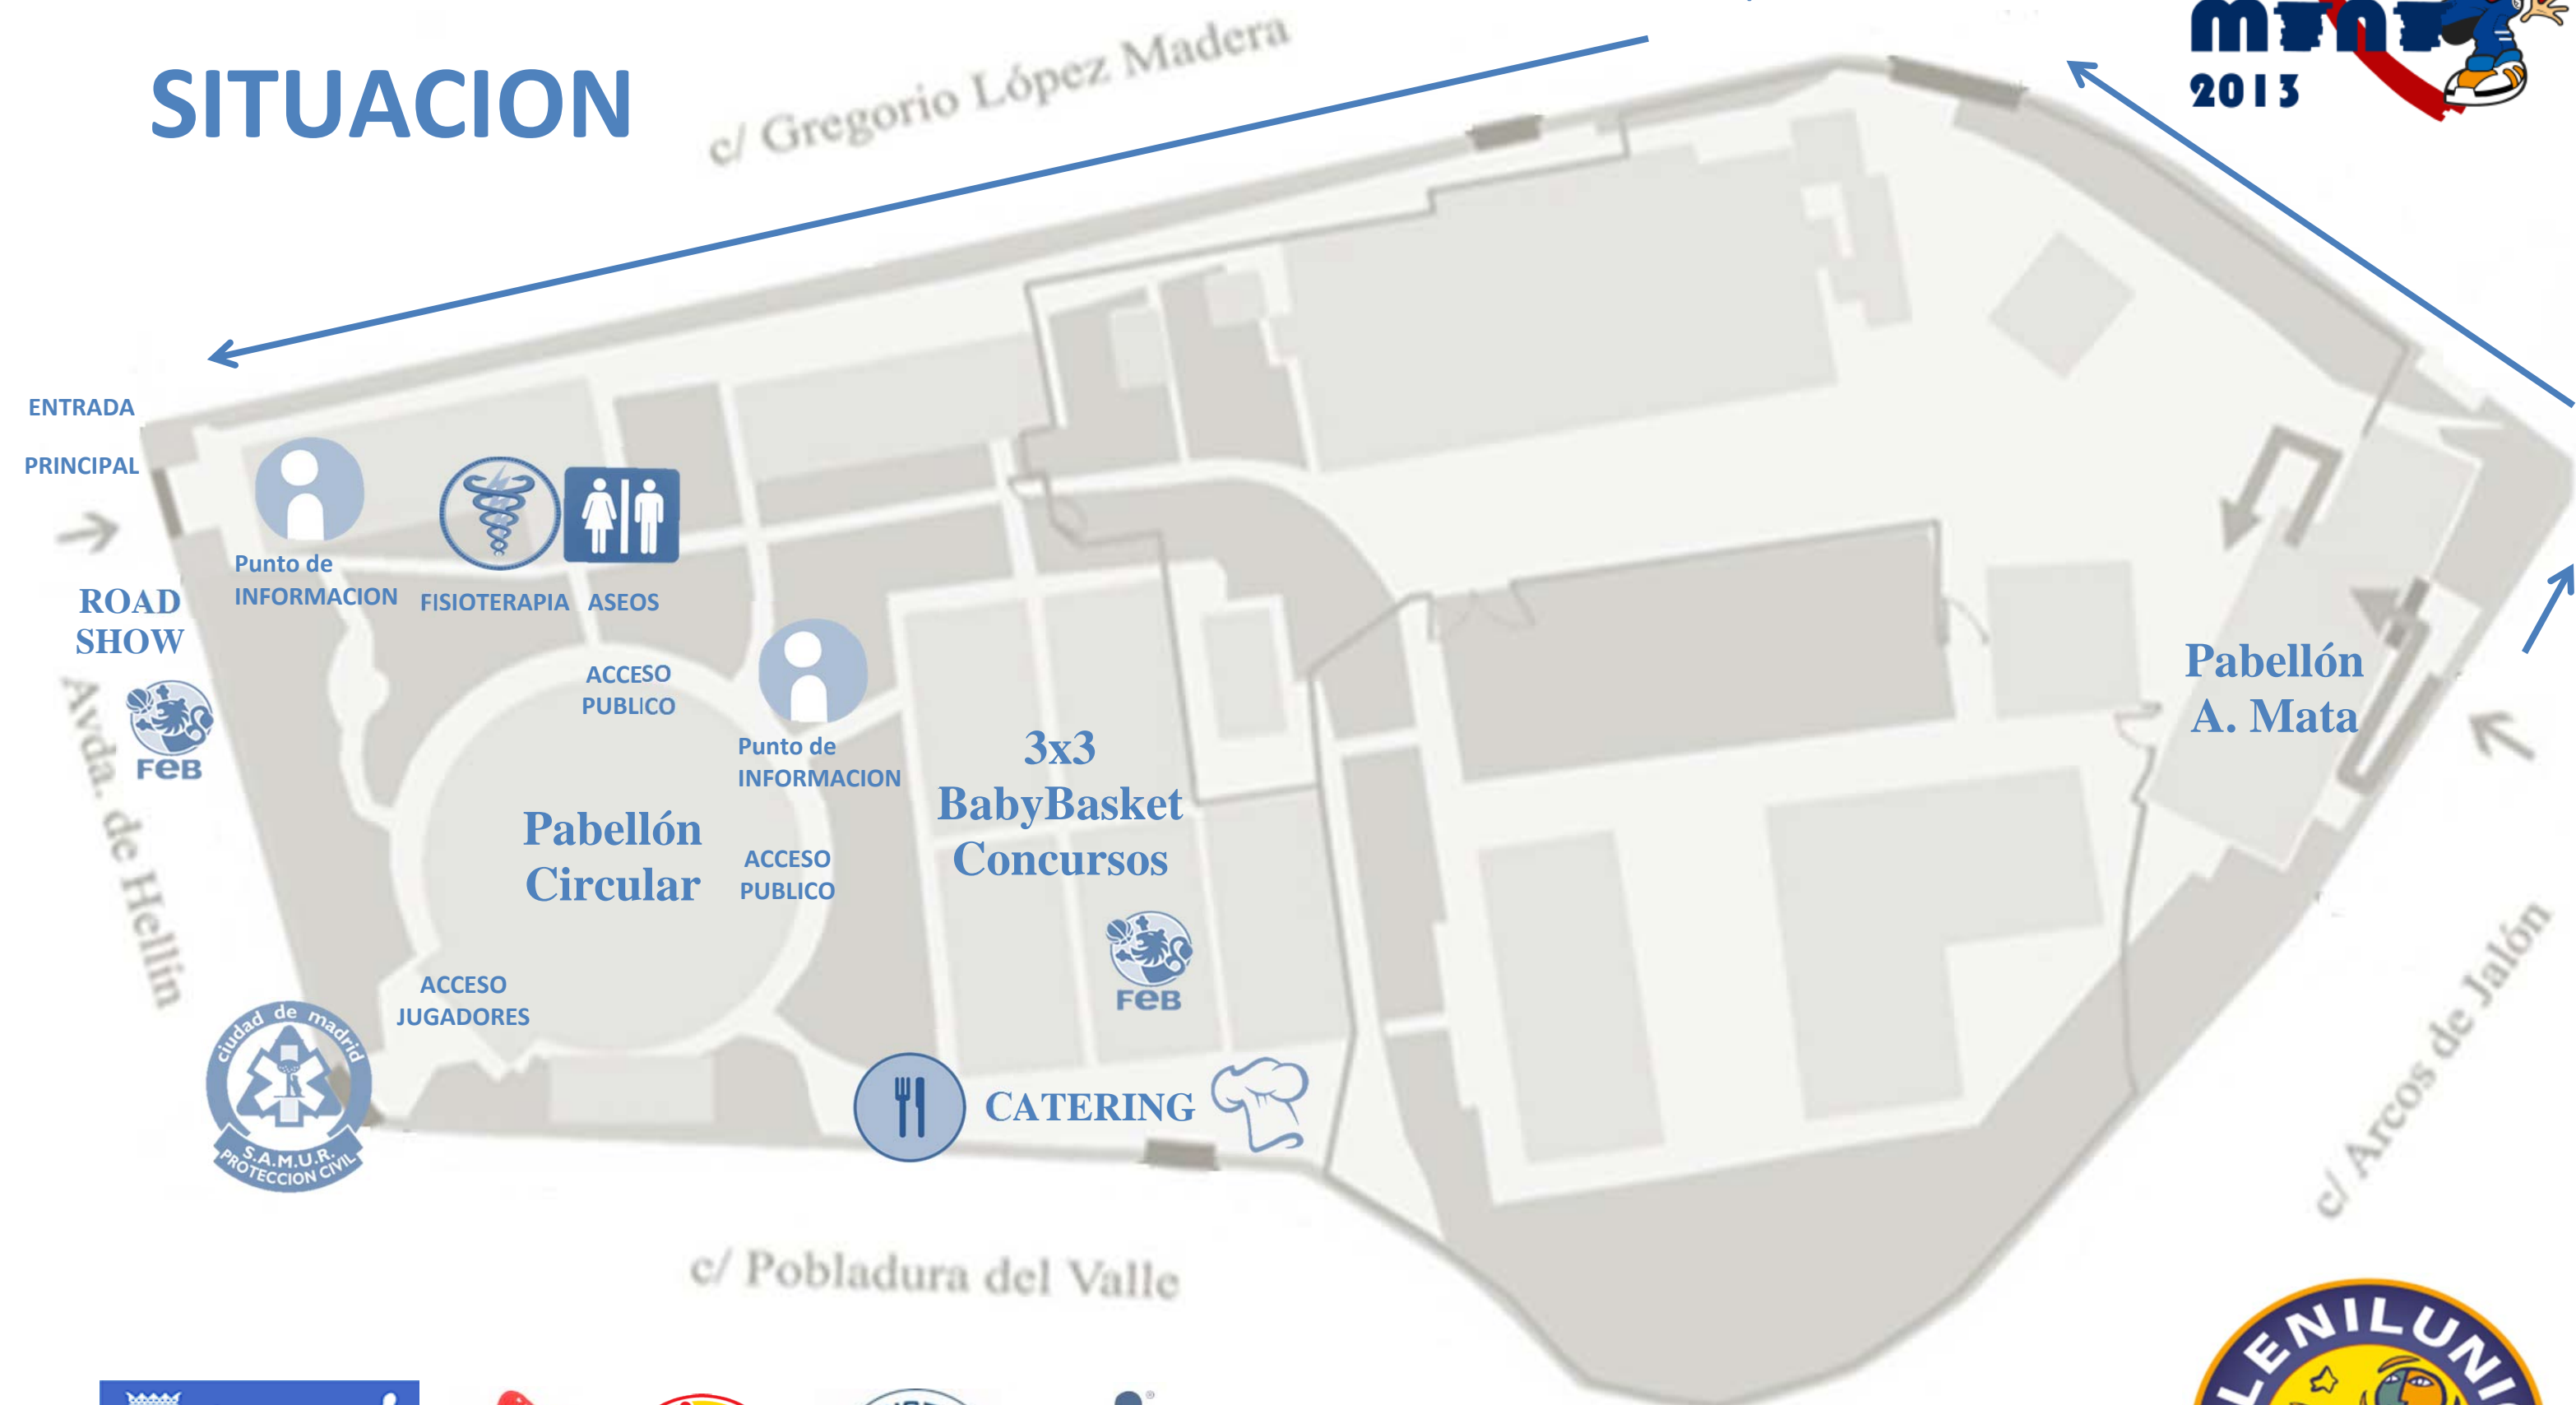 SITUACION
c/ Gregorio López Madera
2013
ENTRADA
PRINCIPAL
Punto de
INFORMACION
FISIOTERAPIA
ASEOS
ROAD
SHOW
FEB
Avda. de Hellín
ACCESO
PUBLICO
Punto de
INFORMACION
Pabellón
Circular
ACCESO
PUBLICO
3x3
BabyBasket
Concursos
FEB
Pabellón
A. Mata
ACCESO
JUGADORES
ciudad de madrid
S.A.M.U.R.
PROTECCION CIVIL
CATERING
c/ Arcos de Jalón
c/ Pobladura del Valle